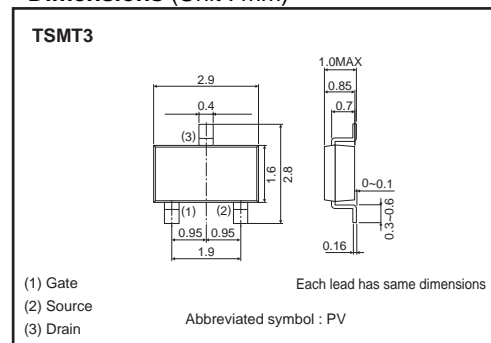 Dimensions (Unit : mm)
TSMT3
1.0MAX
2.9
0.85
0.4
0.7
(3)
1.6
2.8
0~0.1
(1)
(2)
0.3~0.6
0.95
0.95
0.16
1.9
(1) Gate
Each lead has same dimensions
(2) Source
Abbreviated symbol : PV
(3) Drain